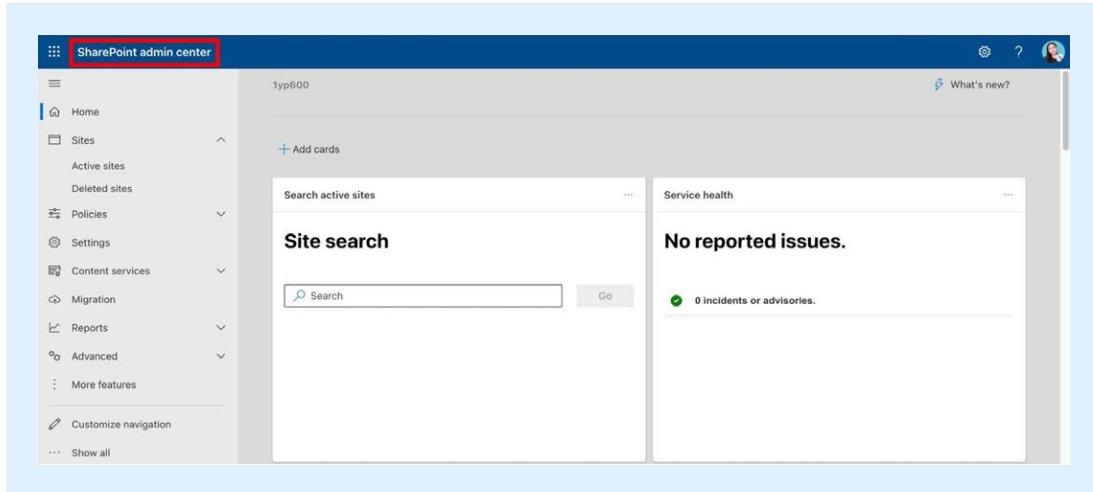 SharePoint admin center
?
1yp600
What's new?
Home
Sites
Active sites
Deleted sites
Policies
Settings
Content services
Migration
Reports
Advanced
More features
Customize navigation
Show all
+ Add cards
Search active sites
...
Site search
Search
Go
Service health
...
No reported issues.
0 incidents or advisories.